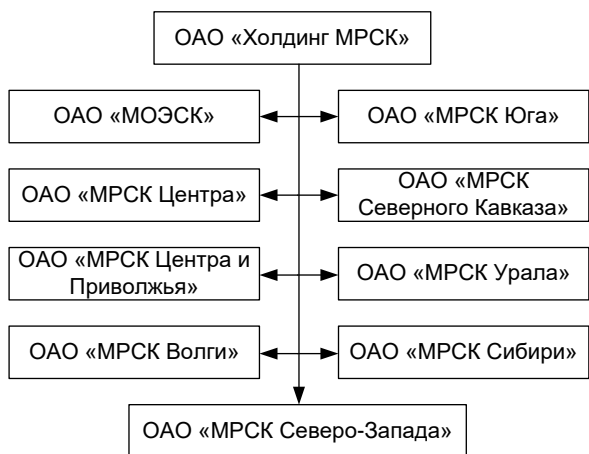 ОАО «Холдинг МРСК»
ОАО «МОЭСК»
ОАО «МРСК Юга»
ОАО «МРСК Центра»
ОАО «МРСК
Северного Кавказа»
ОАО «МРСК Центра и
Приволжья»
ОАО «МРСК Урала»
ОАО «МРСК Волги»
ОАО «МРСК Сибири»
ОАО «МРСК Северо-Запада»